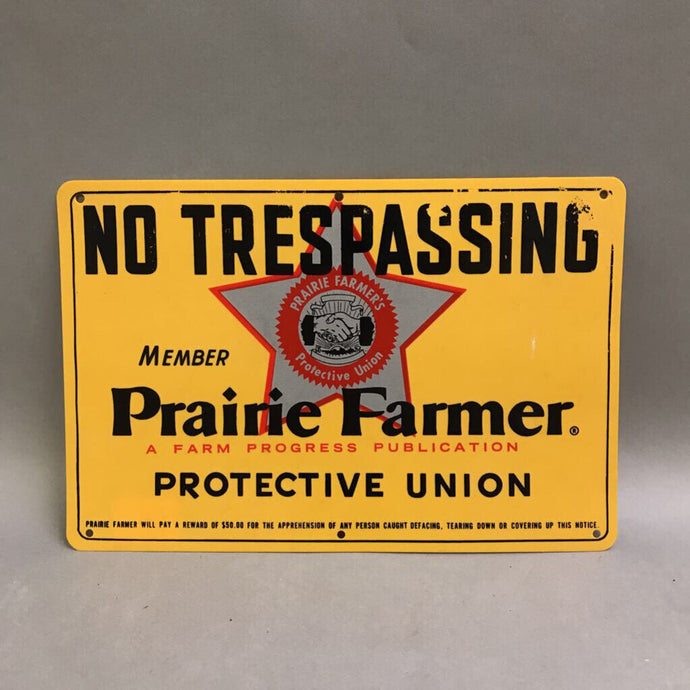 NO TRESPASSING
PRAIRIE FARMER'S
Protective Union
MEMBER
Prairie Farmer®
A FARM PROGRESS PUBLICATION
PROTECTIVE UNION
PRAIRIE FARMER WILL PAY A REWARD OF $50.00 FOR THE APPREHENSION OF ANY PERSON CAUGHT DEFACING, TEARING DOWN OR COVERING UP THIS NOTICE.